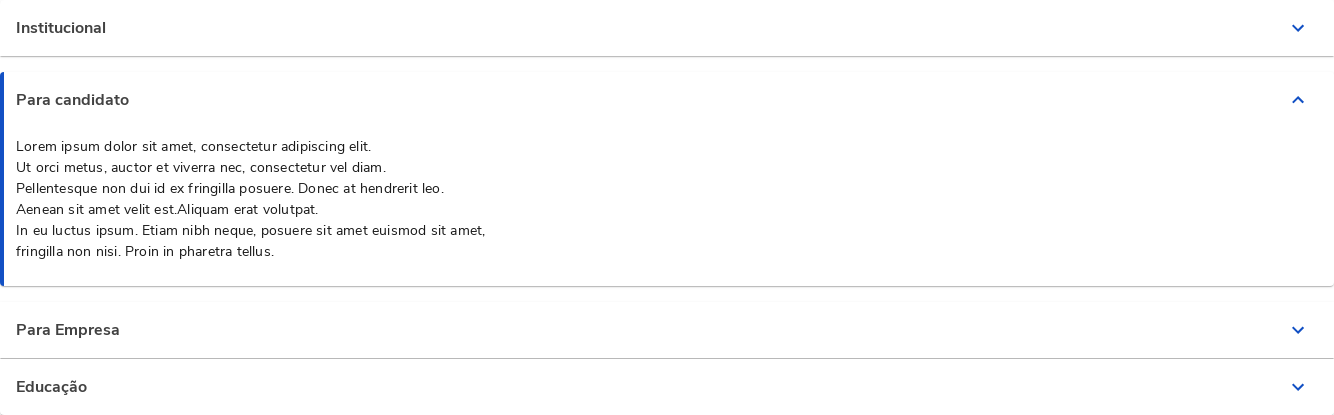 Institucional
Para candidato
Lorem ipsum dolor sit amet, consectetur adipiscing elit.
Ut orci metus, auctor et viverra nec, consectetur vel diam.
Pellentesque non dui id ex fringilla posuere. Donec at hendrerit leo.
Aenean sit amet velit est.Aliquam erat volutpat.
In eu luctus ipsum. Etiam nibh neque, posuere sit amet euismod sit amet,
fringilla non nisi. Proin in pharetra tellus.
Para Empresa
Educação